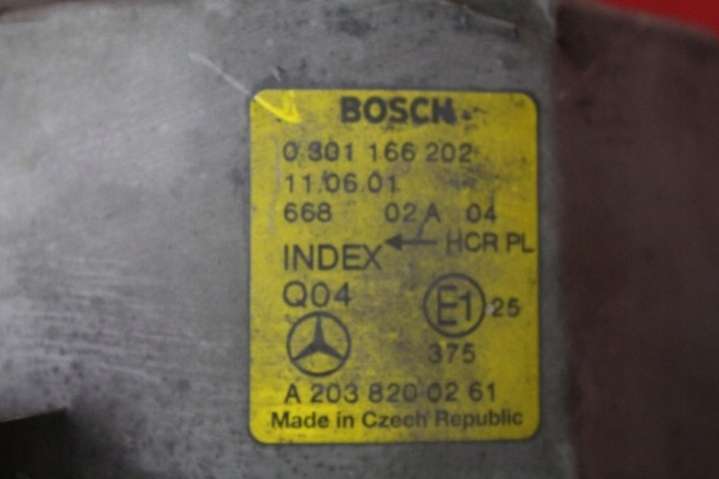 BOSCH
0 301 166 202
11.06.01
668 02 A 04
INDEX ← HCR PL
Q04 E1 25
375
A 203 820 02 61
Made in Czech Republic